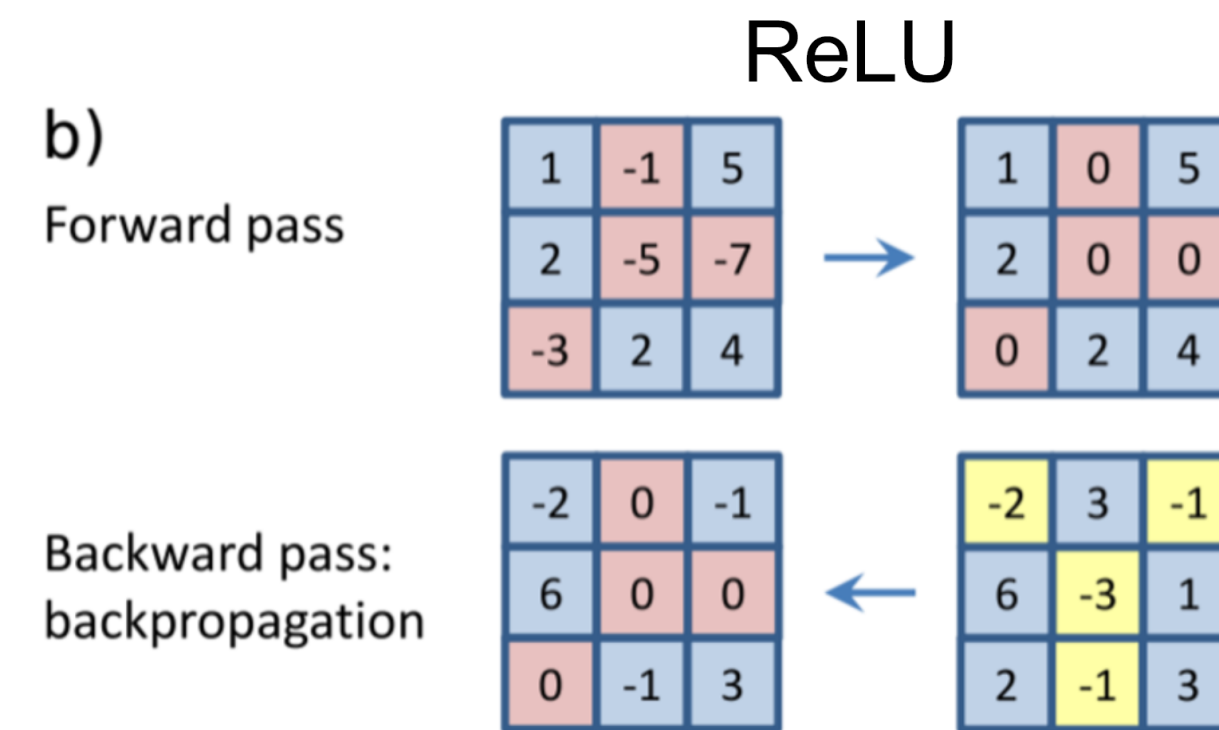 ReLU
b)
Forward pass
1 -1 5 1 0 5
2 -5 -7 2 0 0
-3 2 4 0 2 4
Backward pass:
backpropagation
-2 0 -1 -2 3 -1
6 0 0 6 -3 1
0 -1 3 2 -1 3